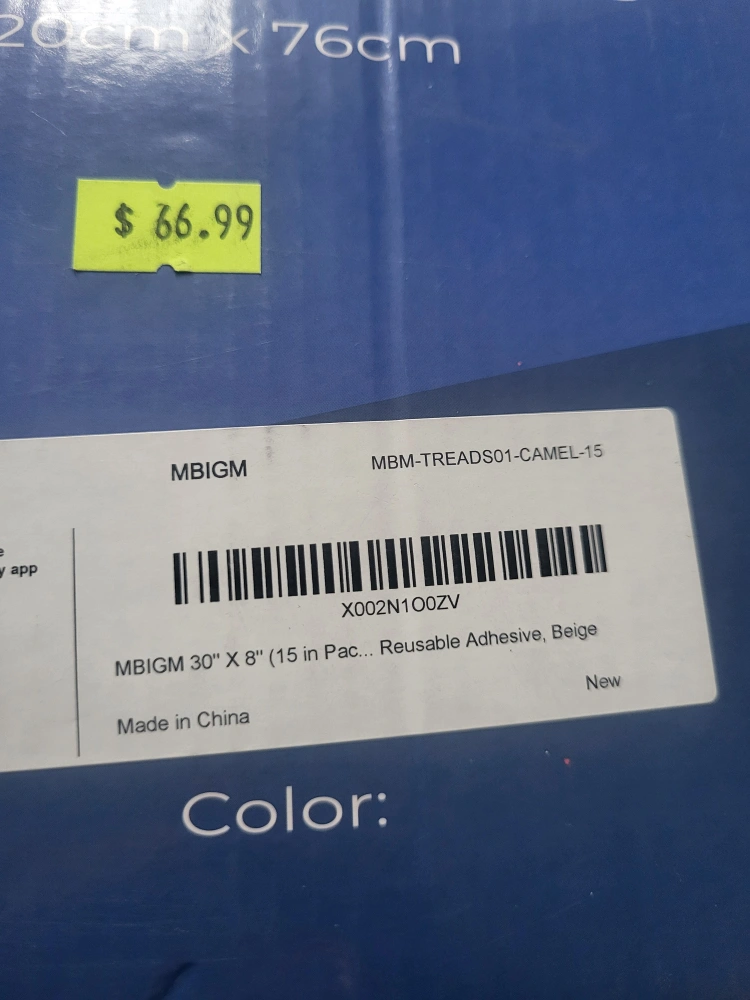 20cm x 76cm
$ 66.99
MBIGM MBM-TREADS01-CAMEL-15
y app
X002N1O0ZV
MBIGM 30" X 8" (15 in Pac... Reusable Adhesive, Beige
New
Made in China
Color: